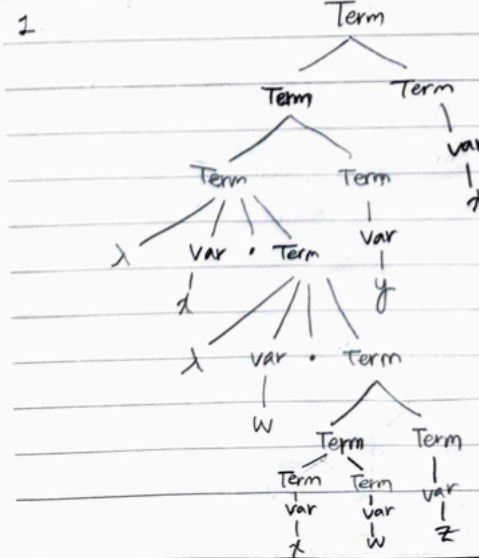 1 Term
Term Term
var
Term Term x
λ var . Term var
x y
λ var . Term
w
Term Term
Term Term var
var var z
x w